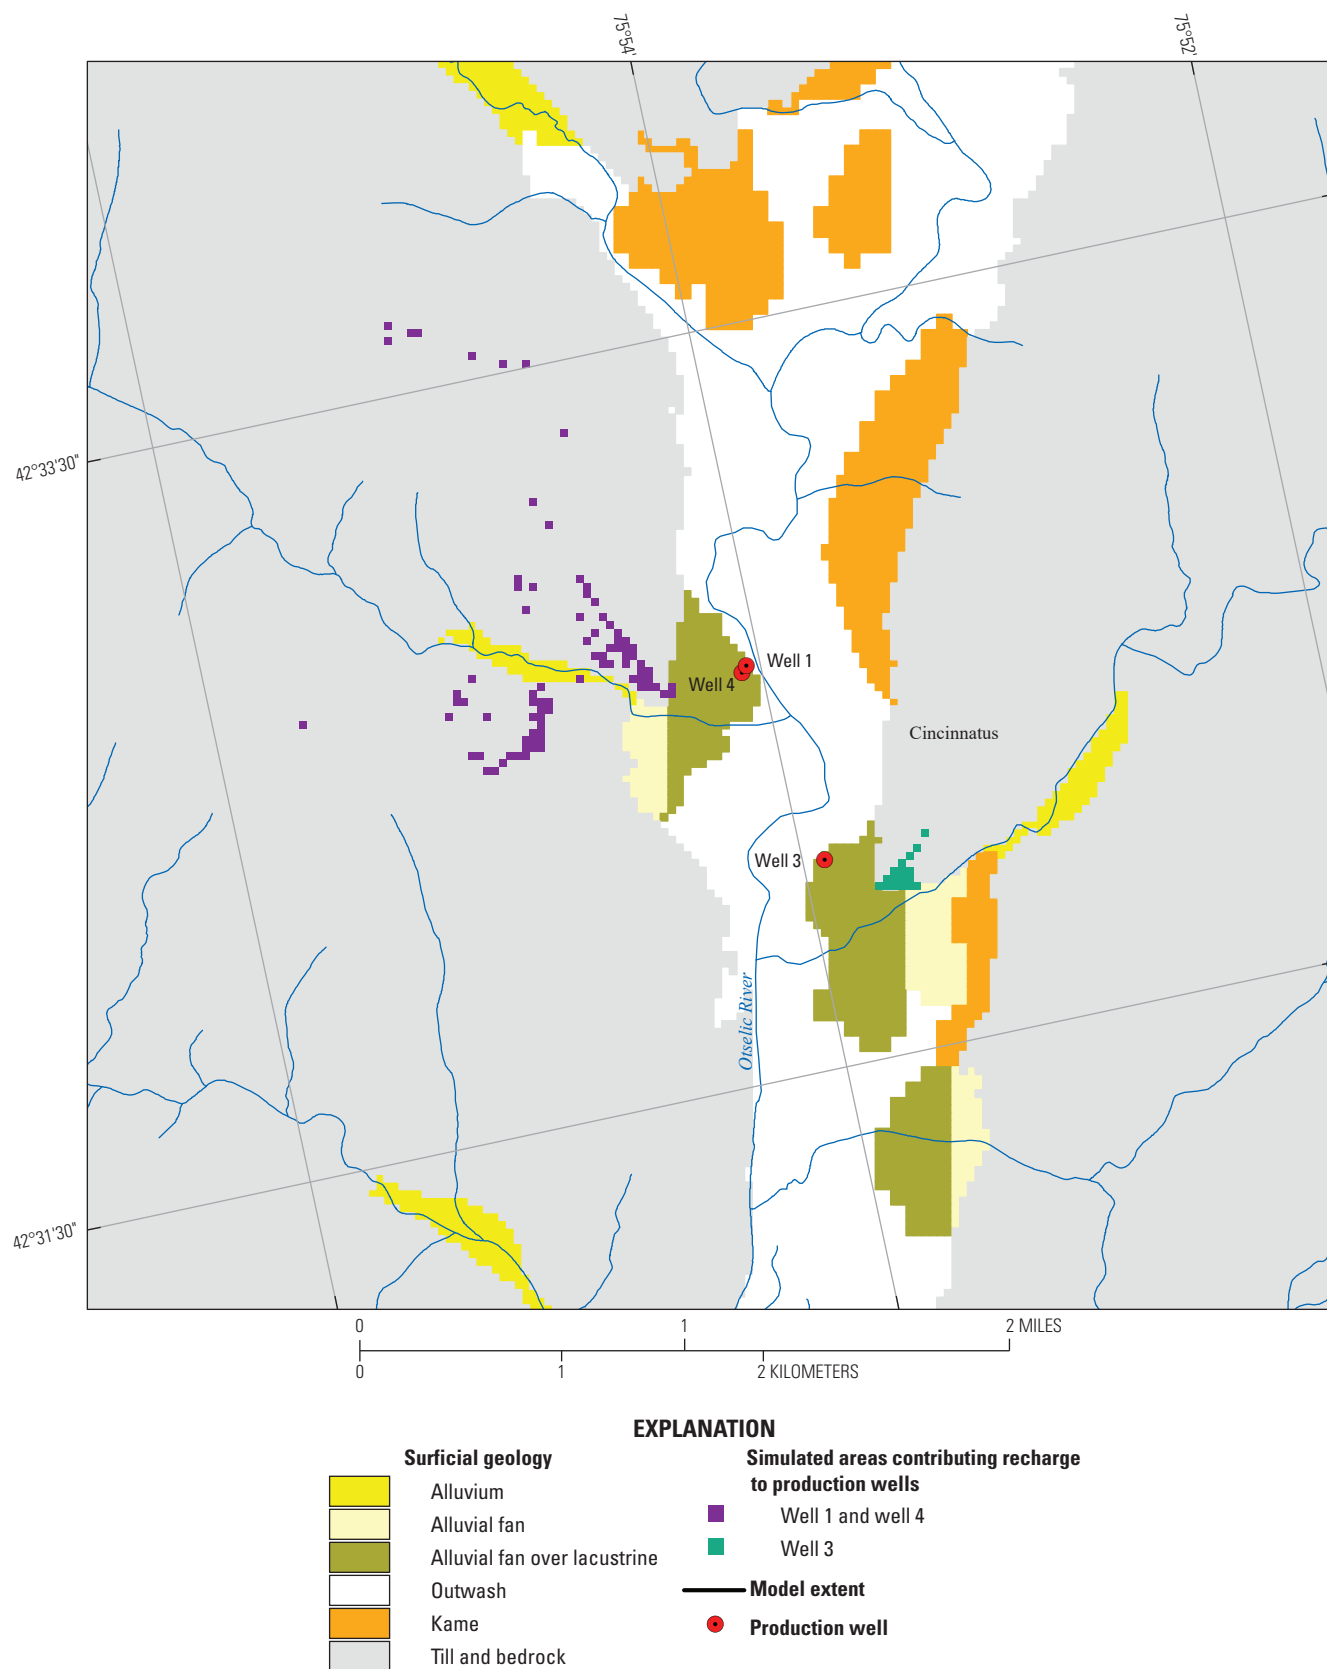 75°54'
75°52'
42°33'30"
Well 1
Well 4
Cincinnatus
Well 3
Otselic River
42°31'30"
0 1 2 MILES
0 1 2 KILOMETERS
EXPLANATION
Surficial geology
Alluvium
Alluvial fan
Alluvial fan over lacustrine
Outwash
Kame
Till and bedrock
Simulated areas contributing recharge
to production wells
Well 1 and well 4
Well 3
Model extent
Production well